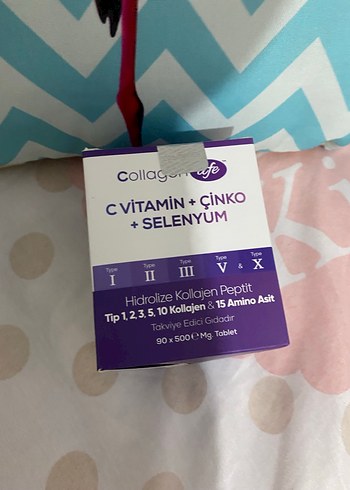 Collagen Life™
C VİTAMİN + ÇİNKO
+ SELENYUM
Type I Type II Type III Type V & Type X
Hidrolize Kollajen Peptit
Tip 1, 2, 3, 5, 10 Kollajen & 15 Amino Asit
Takviye Edici Gıdadır
90 x 500 ℮ Mg. Tablet